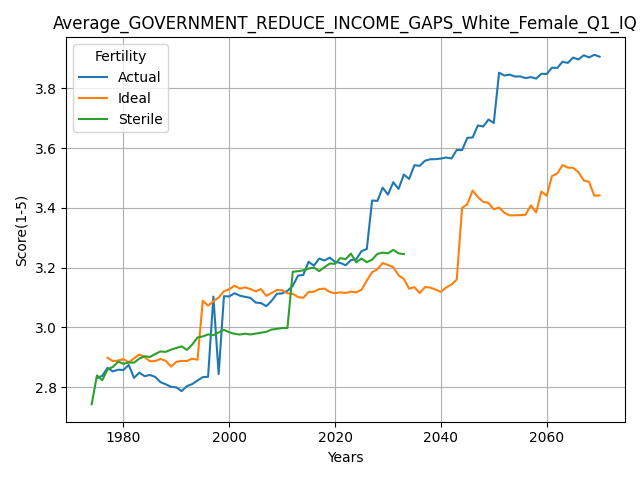 Average_GOVERNMENT_REDUCE_INCOME_GAPS_White_Female_Q1_IQ
Fertility
Actual
Ideal
Sterile
Score(1-5)
3.8
3.6
3.4
3.2
3.0
2.8
1980
2000
2020
2040
2060
Years